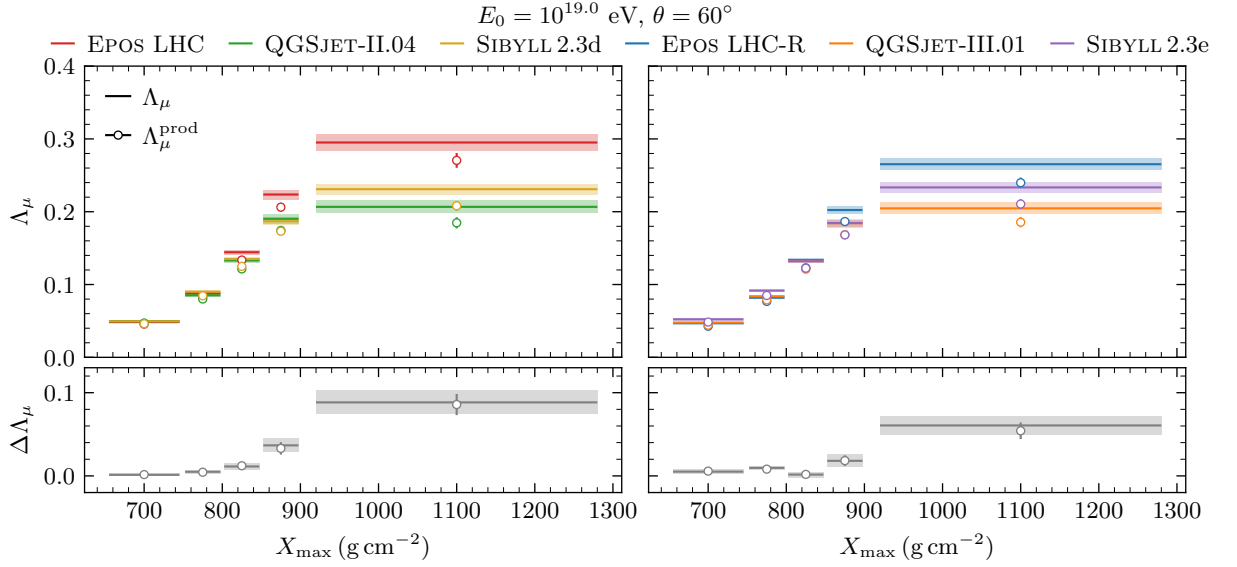 E₀ = 10¹⁹·⁰ eV, θ = 60°
EPOS LHC QGSJET-II.04 SIBYLL 2.3d EPOS LHC-R QGSJET-III.01 SIBYLL 2.3e
0.4
0.3
0.2
0.1
0.0
Λμ
Λμ
Λμ^prod
0.1
0.0
ΔΛμ
700 800 900 1000 1100 1200 1300
700 800 900 1000 1100 1200 1300
Xmax (g cm⁻²)
Xmax (g cm⁻²)